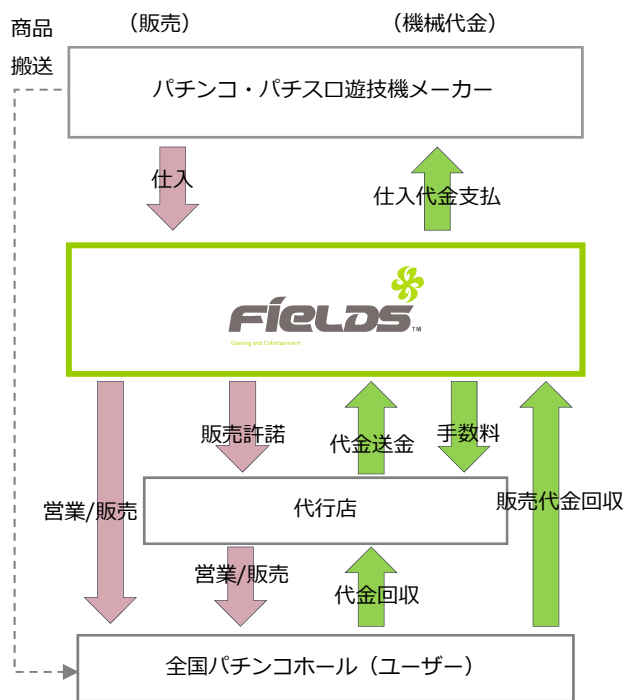 商品
搬送
（販売）
（機械代金）
パチンコ・パチスロ遊技機メーカー
仕入
仕入代金支払
FIELDS™
Gaming and Entertainment
販売許諾
代金送金
手数料
営業/販売
代行店
販売代金回収
営業/販売
代金回収
全国パチンコホール（ユーザー）